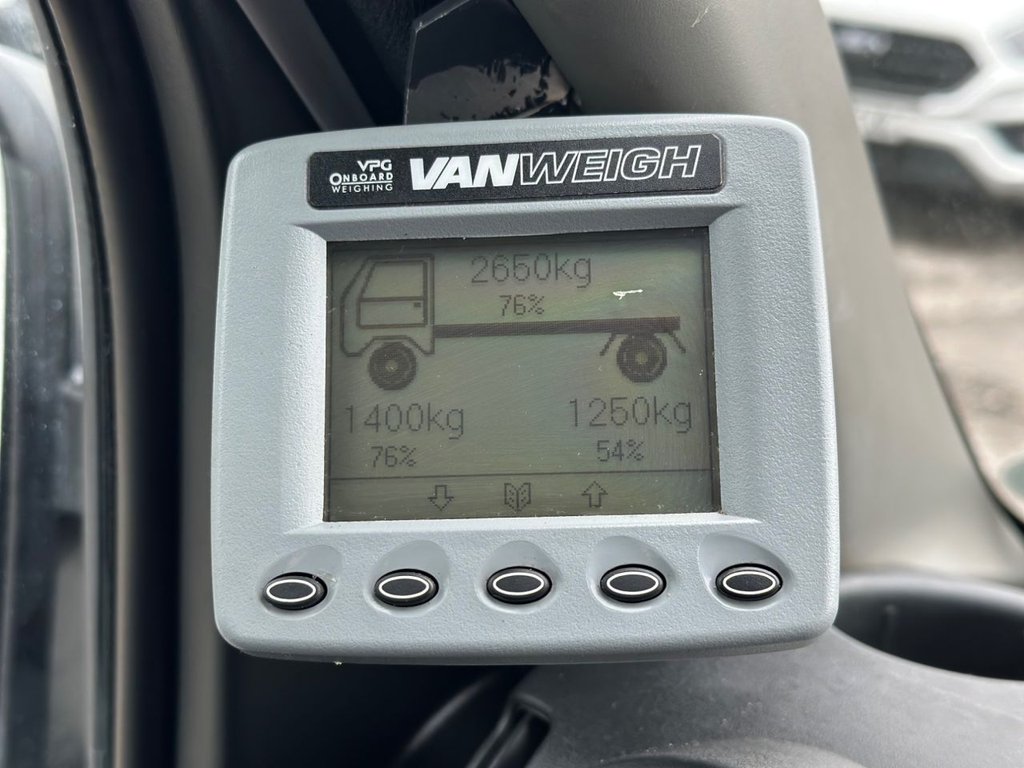 VPG
ONBOARD
WEIGHING
VANWEIGH
2650kg
76%
1400kg
1250kg
76%
54%